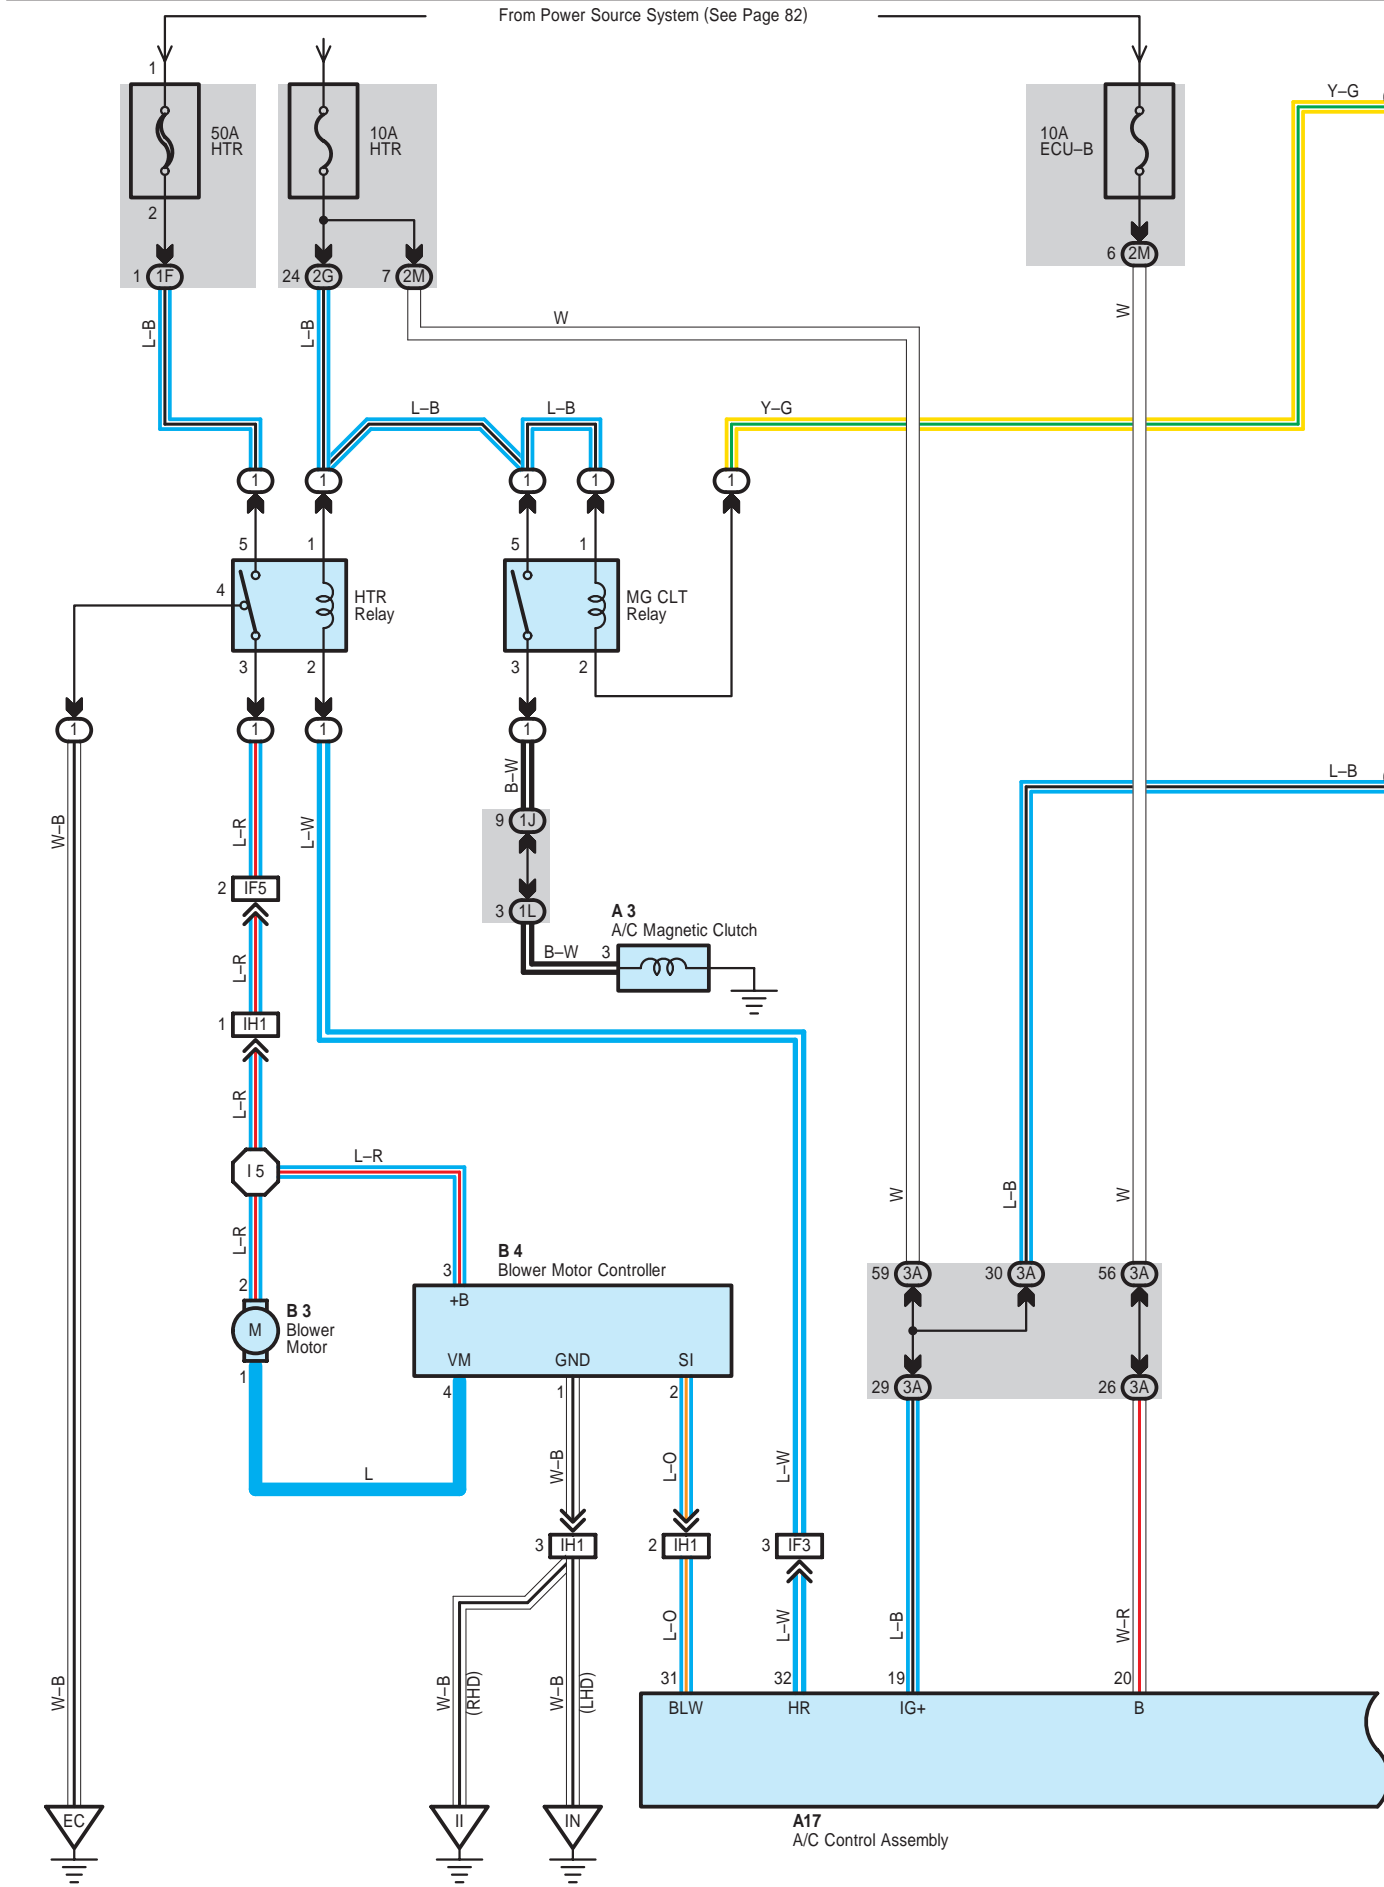 From Power Source System (See Page 82)
1
50A
HTR
10A
HTR
10A
ECU–B
Y–G
2
1 1F
24 2G
7 2M
6 2M
L–B
L–B
W
W
L–B
L–B
Y–G
1
1
1
1
1
5
1
5
1
4
HTR
Relay
MG CLT
Relay
3
2
3
2
1
1
1
1
B–W
L–B
W–B
L–R
L–W
9 1J
2 IF5
3 1L
A 3
A/C Magnetic Clutch
B–W 3
L–R
1 IH1
L–R
I 5
L–R
W
L–B
W
L–R
B 4
Blower Motor Controller
3
59 3A
30 3A
56 3A
2
+B
B 3
M
Blower
Motor
VM
GND
SI
1
4
1
2
29 3A
26 3A
L
W–B
L–O
L–W
3 IH1
2 IH1
3 IF3
L–O
L–W
L–B
W–R
W–B
W–B
(RHD)
W–B
(LHD)
31
32
19
20
BLW
HR
IG+
B
EC
II
IN
A17
A/C Control Assembly